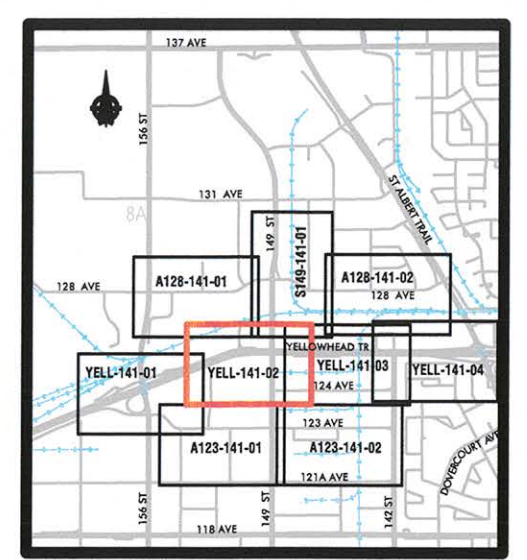 137 AVE
156 ST
ST ALBERT TRAIL
131 AVE
8A
149 ST
S149-141-01
A128-141-01
A128-141-02
128 AVE
128 AVE
YELLOWHEAD TR
YELL-141-01
YELL-141-02
YELL-141-03
YELL-141-04
124 AVE
123 AVE
A123-141-01
A123-141-02
DOVERCOURT AVE
121A AVE
156 ST
149 ST
142 ST
118 AVE